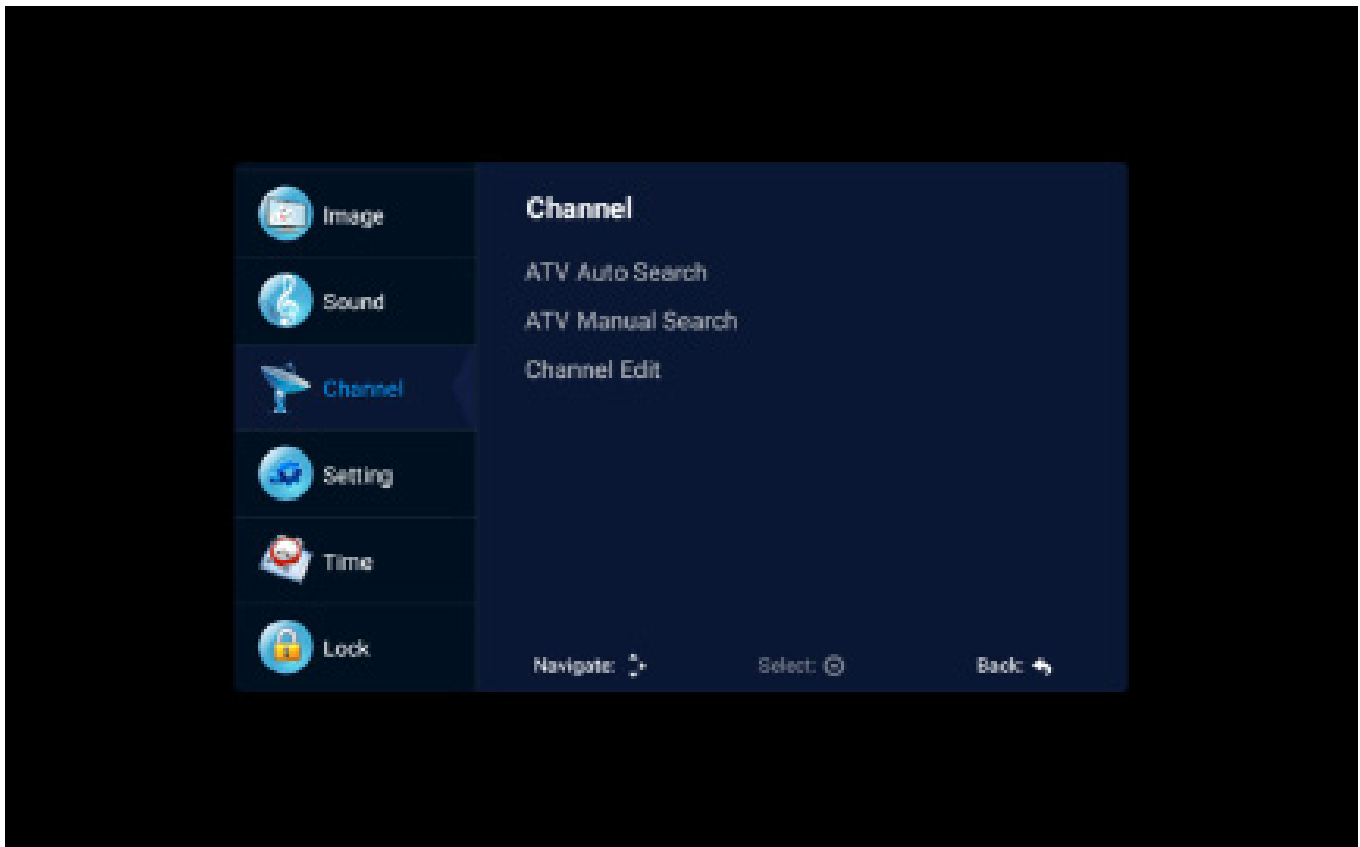 Image
Sound
Channel
Setting
Time
Lock
Channel
ATV Auto Search
ATV Manual Search
Channel Edit
Navigate: Select: Back: